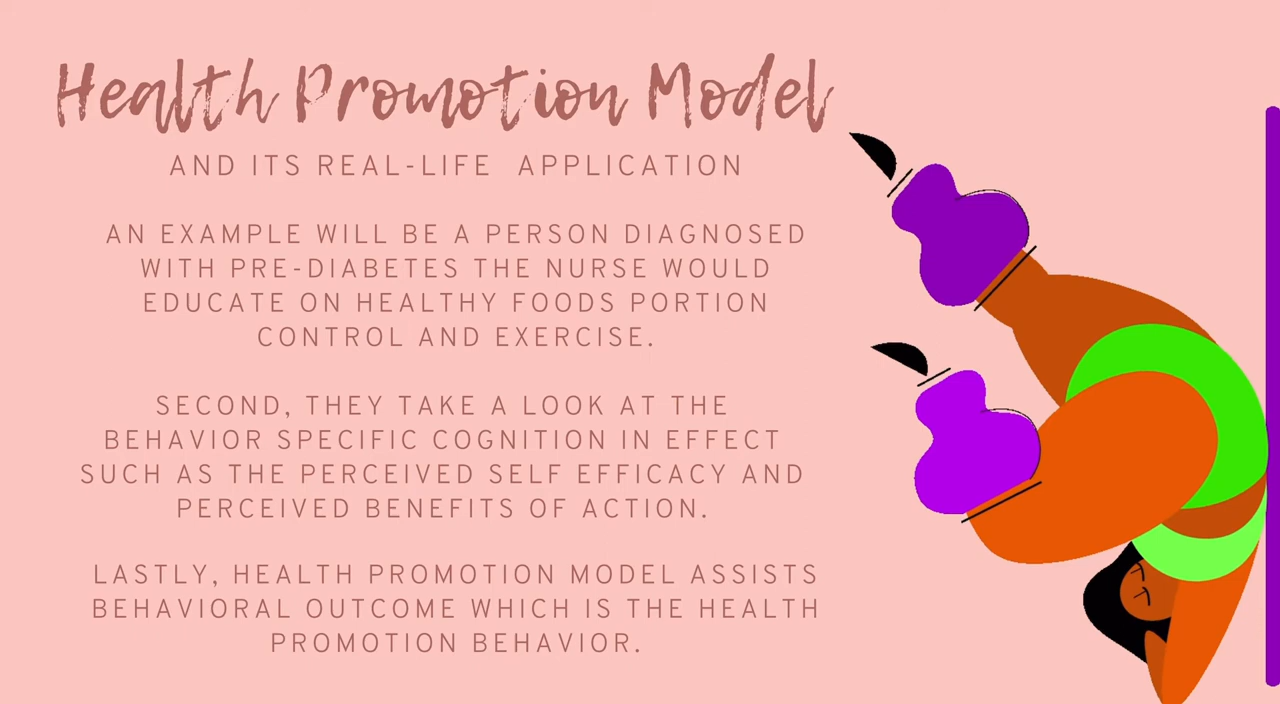 Health Promotion Model
AND ITS REAL-LIFE APPLICATION
AN EXAMPLE WILL BE A PERSON DIAGNOSED
WITH PRE-DIABETES THE NURSE WOULD
EDUCATE ON HEALTHY FOODS PORTION
CONTROL AND EXERCISE.
SECOND, THEY TAKE A LOOK AT THE
BEHAVIOR SPECIFIC COGNITION IN EFFECT
SUCH AS THE PERCEIVED SELF EFFICACY AND
PERCEIVED BENEFITS OF ACTION.
LASTLY, HEALTH PROMOTION MODEL ASSISTS
BEHAVIORAL OUTCOME WHICH IS THE HEALTH
PROMOTION BEHAVIOR.